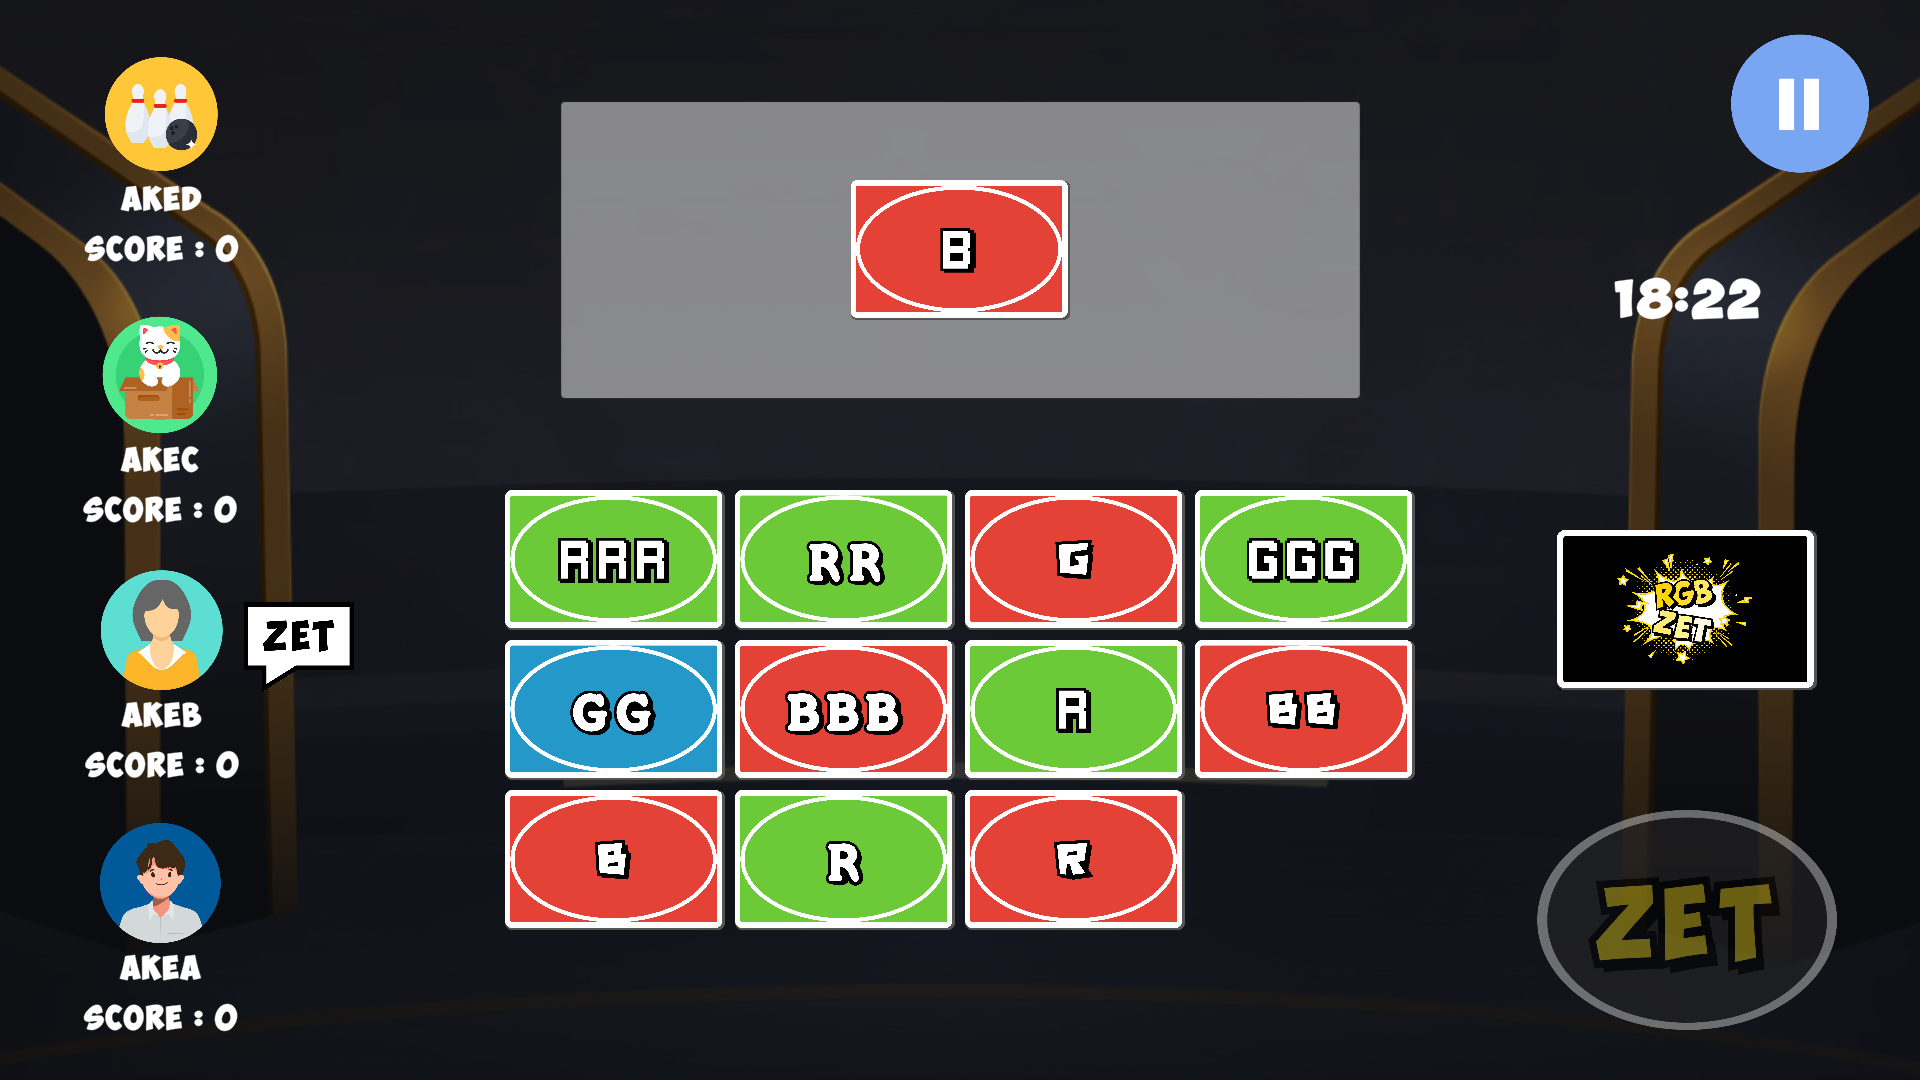 AKED
SCORE : 0
AKEC
SCORE : 0
AKEB
SCORE : 0
ZET
AKEA
SCORE : 0
B
RRR
RR
G
GGG
GG
BBB
R
BB
B
R
R
18:22
RGB
ZET
ZET